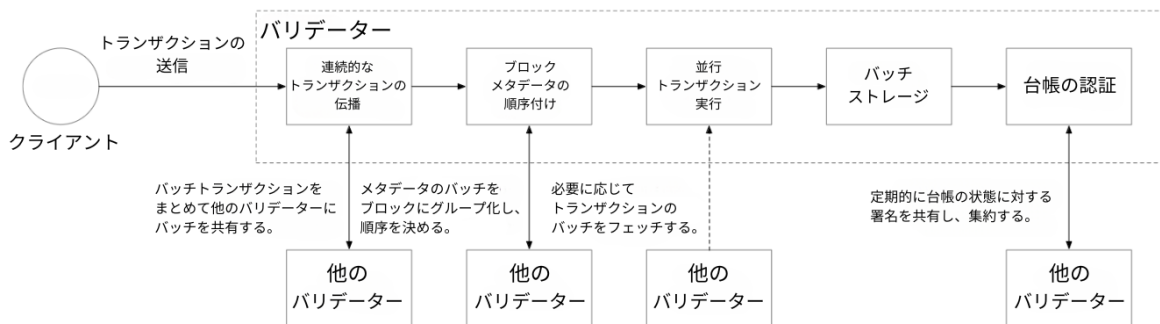 バリデーター
トランザクションの
送信
クライアント
連続的な
トランザクションの
伝播
ブロック
メタデータの
順序付け
並行
トランザクション
実行
バッチ
ストレージ
台帳の認証
バッチトランザクションを
まとめて他のバリデーターに
バッチを共有する。
メタデータのバッチを
ブロックにグループ化し、
順序を決める。
必要に応じて
トランザクションの
バッチをフェッチする。
定期的に台帳の状態に対する
署名を共有し、集約する。
他の
バリデーター
他の
バリデーター
他の
バリデーター
他の
バリデーター